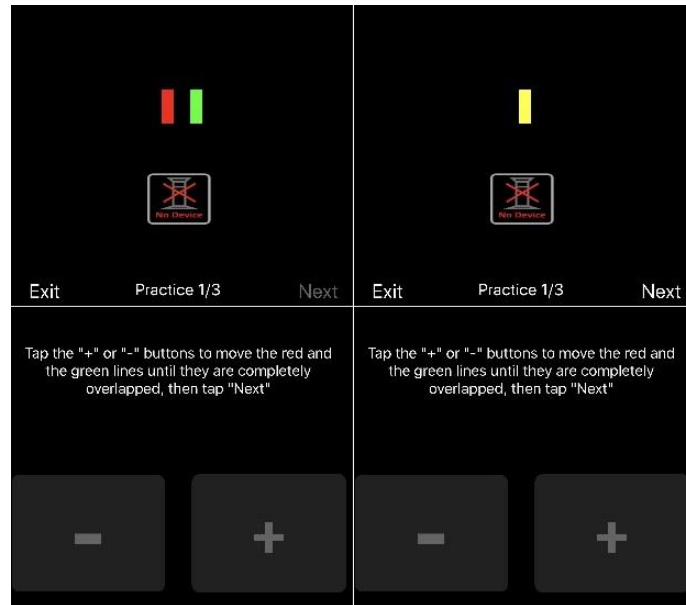 No Device
Exit Practice 1/3 Next
Tap the "+" or "-" buttons to move the red and
the green lines until they are completely
overlapped, then tap "Next"
- +
No Device
Exit Practice 1/3 Next
Tap the "+" or "-" buttons to move the red and
the green lines until they are completely
overlapped, then tap "Next"
- +